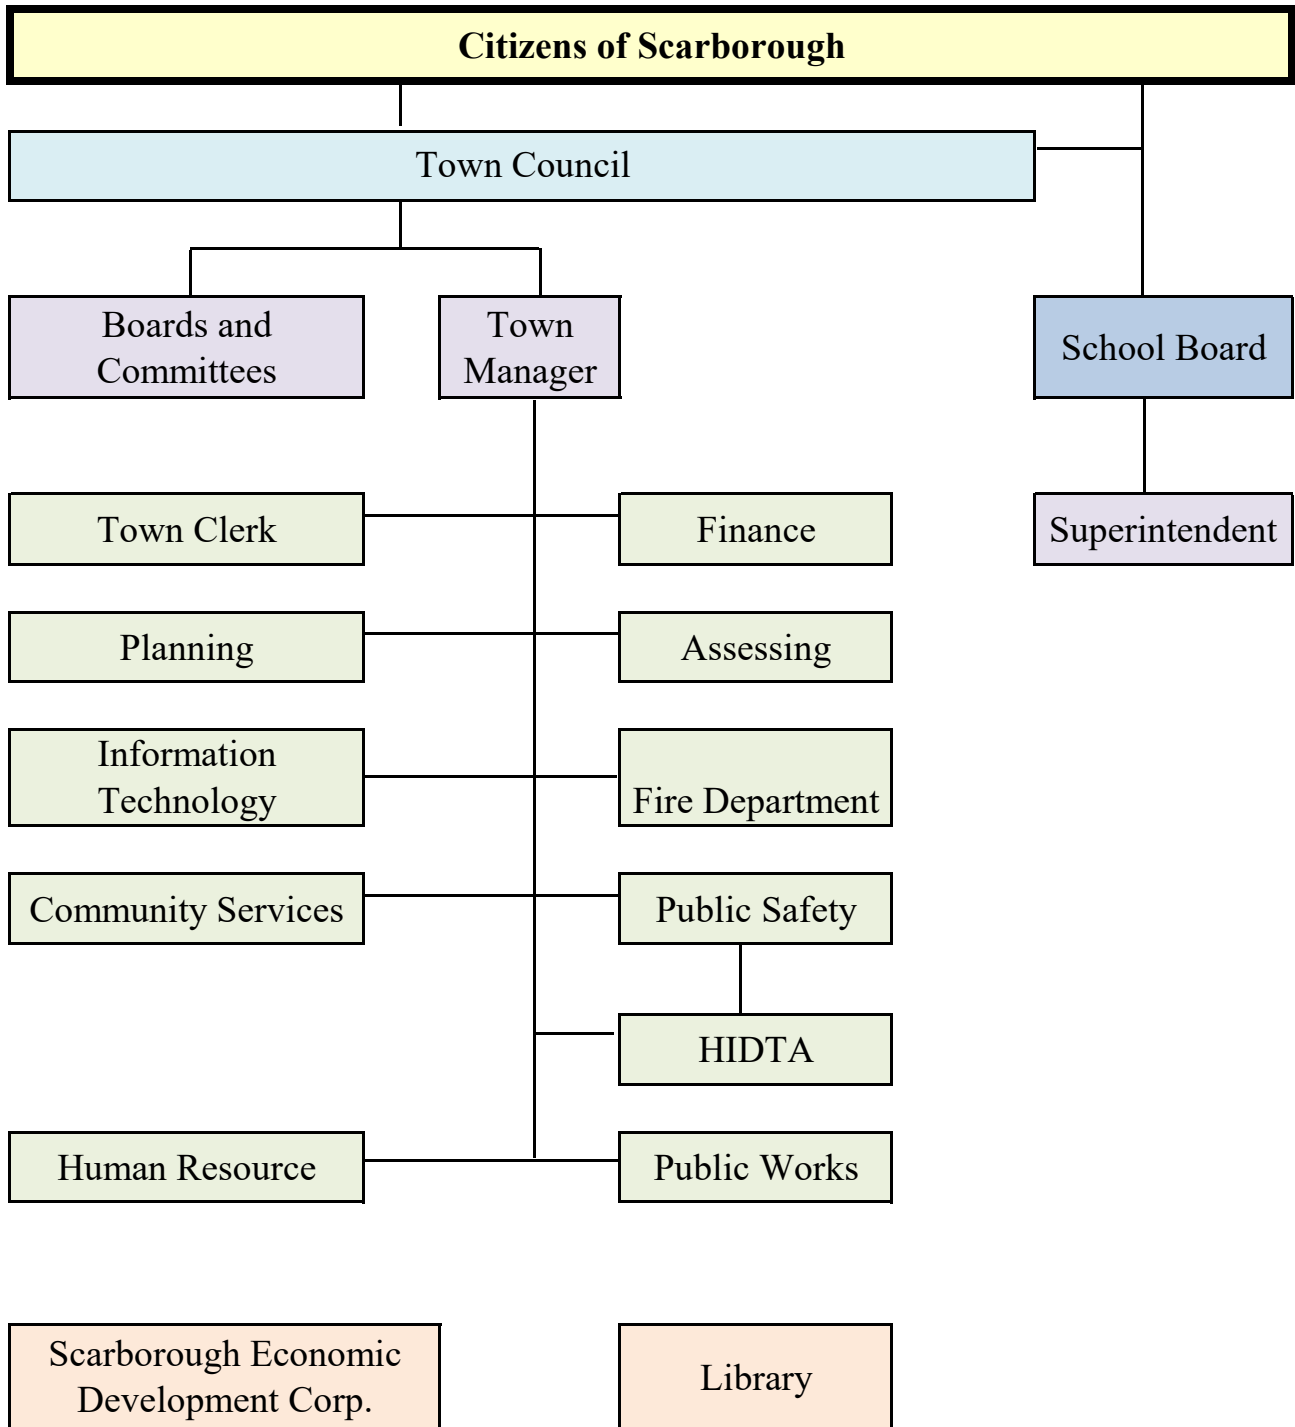 Citizens of Scarborough
Town Council
Boards and
Committees
Town
Manager
School Board
Town Clerk
Finance
Superintendent
Planning
Assessing
Information
Technology
Fire Department
Community Services
Public Safety
HIDTA
Human Resource
Public Works
Scarborough Economic
Development Corp.
Library